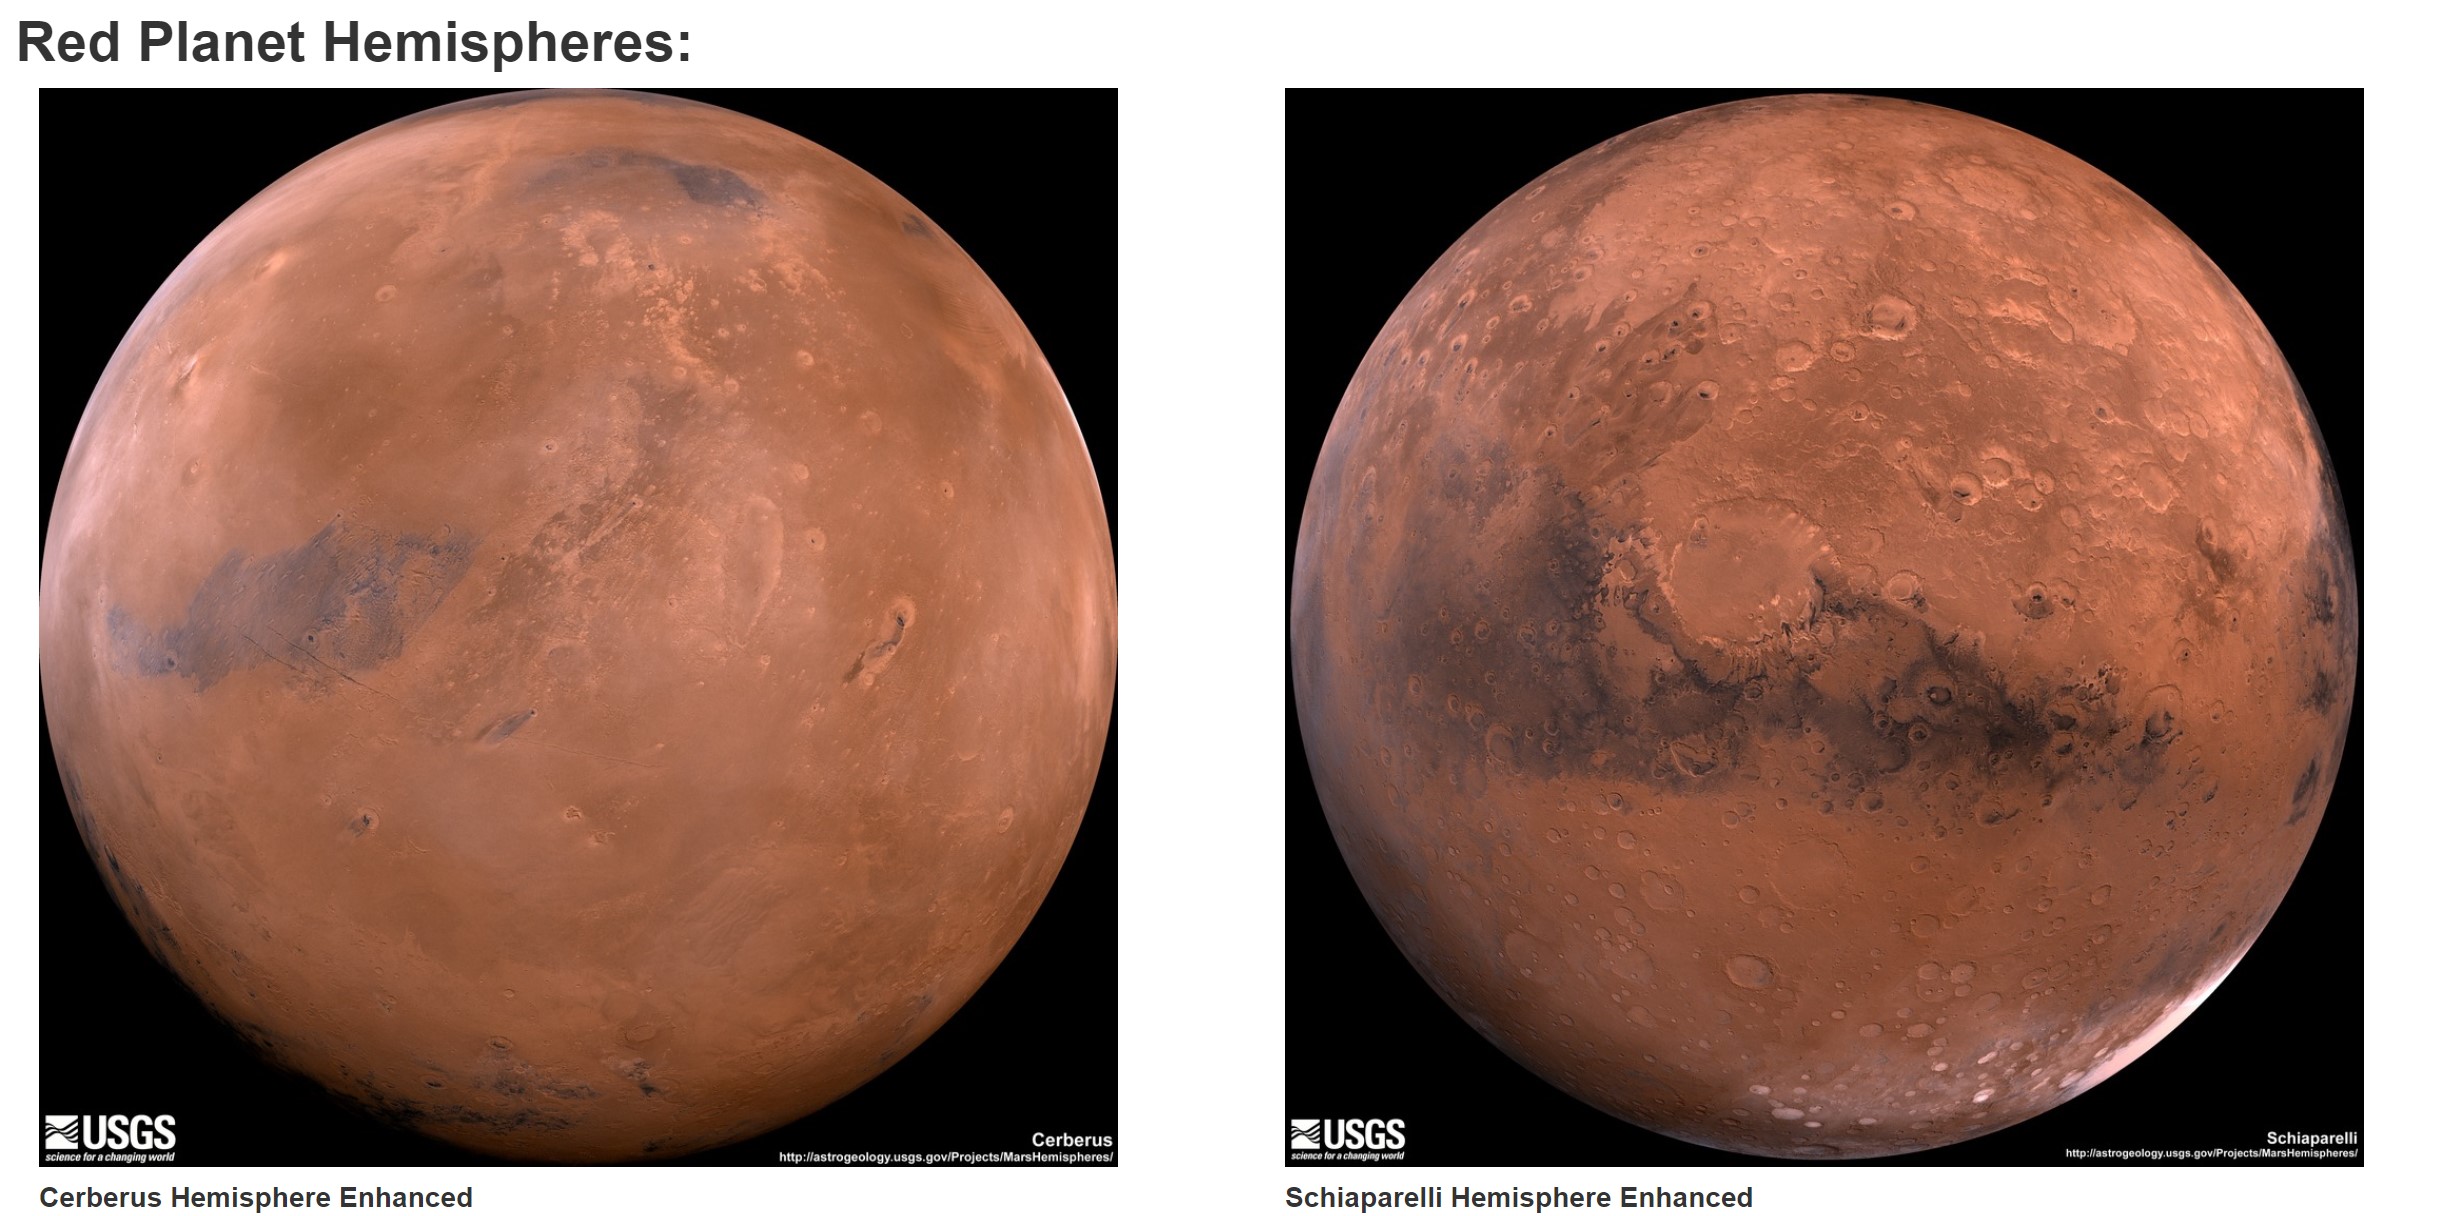 Red Planet Hemispheres:
USGS
science for a changing world
Cerberus
http://astrogeology.usgs.gov/Projects/MarsHemispheres/
USGS
science for a changing world
Schiaparelli
http://astrogeology.usgs.gov/Projects/MarsHemispheres/
Cerberus Hemisphere Enhanced
Schiaparelli Hemisphere Enhanced